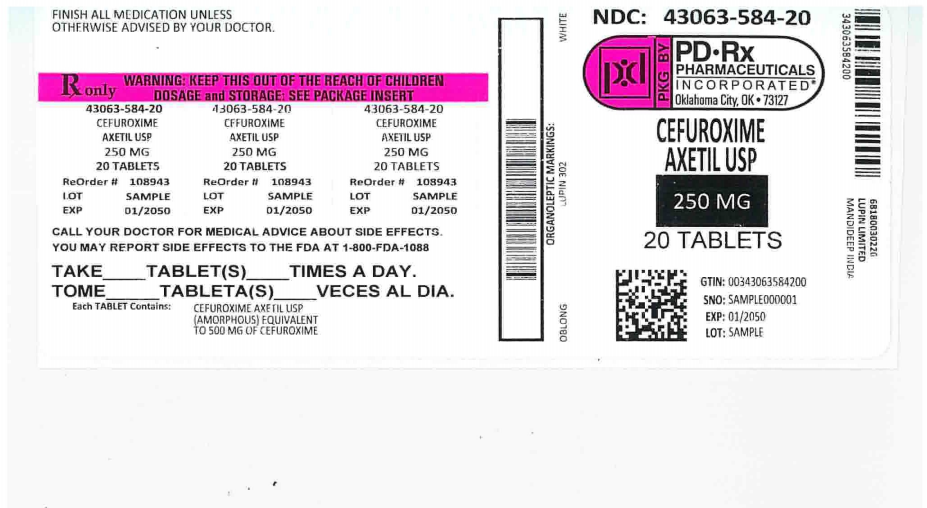 FINISH ALL MEDICATION UNLESS
OTHERWISE ADVISED BY YOUR DOCTOR.
Rx only
WARNING: KEEP THIS OUT OF THE REACH OF CHILDREN
DOSAGE and STORAGE: SEE PACKAGE INSERT
43063-584-20 43063-584-20 43063-584-20
CEFUROXIME CEFUROXIME CEFUROXIME
AXETIL USP AXETIL USP AXETIL USP
250 MG 250 MG 250 MG
20 TABLETS 20 TABLETS 20 TABLETS
ReOrder # 108943 ReOrder # 108943 ReOrder # 108943
LOT SAMPLE LOT SAMPLE LOT SAMPLE
EXP 01/2050 EXP 01/2050 EXP 01/2050
CALL YOUR DOCTOR FOR MEDICAL ADVICE ABOUT SIDE EFFECTS.
YOU MAY REPORT SIDE EFFECTS TO THE FDA AT 1-800-FDA-1088
TAKE____TABLET(S)____TIMES A DAY.
TOME_____TABLETA(S)____VECES AL DIA.
Each TABLET Contains: CEFUROXIME AXETIL USP
(AMORPHOUS) EQUIVALENT
TO 500 MG OF CEFUROXIME
ORGANOLEPTIC MARKINGS:
WHITE
LUPIN 302
OBLONG
NDC: 43063-584-20
PKG BY
PD•Rx
PHARMACEUTICALS
INCORPORATED®
Oklahoma City, OK • 73127
CEFUROXIME
AXETIL USP
250 MG
20 TABLETS
GTIN: 00343063584200
SNO: SAMPLE000001
EXP: 01/2050
LOT: SAMPLE
343063584200
68180030220
LUPIN LIMITED
MANDIDEEP INDIA